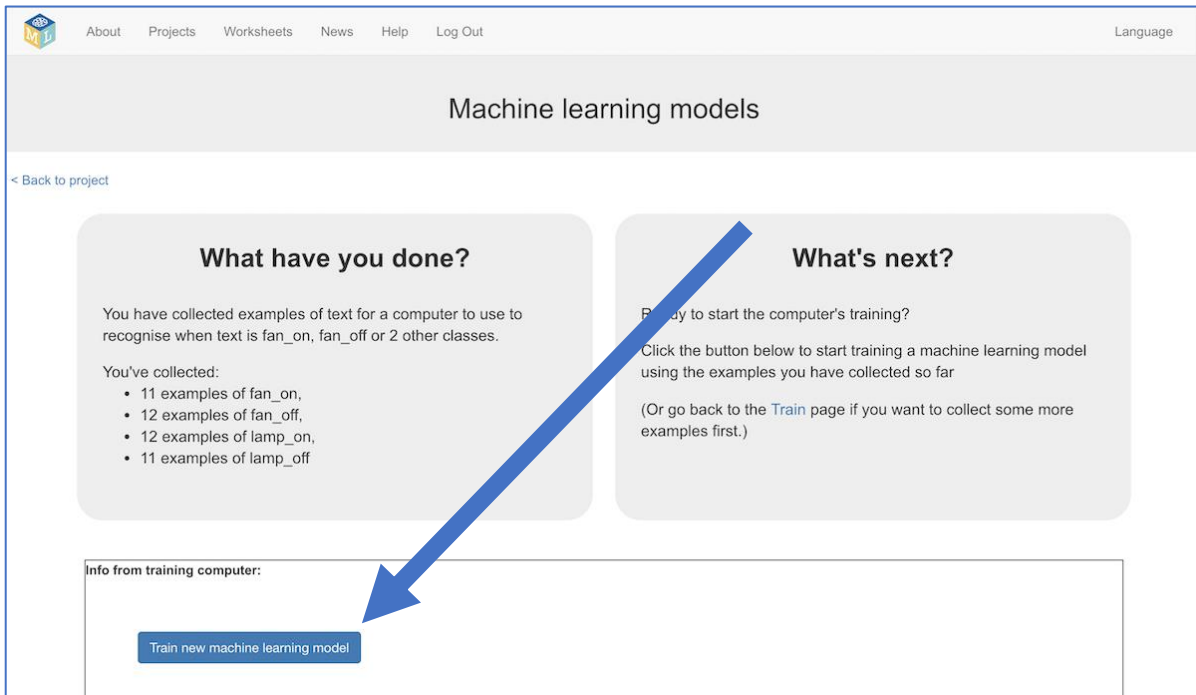 M L
About Projects Worksheets News Help Log Out Language
Machine learning models
< Back to project
What have you done?
You have collected examples of text for a computer to use to
recognise when text is fan_on, fan_off or 2 other classes.
You've collected:
• 11 examples of fan_on,
• 12 examples of fan_off,
• 12 examples of lamp_on,
• 11 examples of lamp_off
What's next?
to start the computer's training?
Click the button below to start training a machine learning model
using the examples you have collected so far
(Or go back to the Train page if you want to collect some more
examples first.)
Info from training computer:
Train new machine learning model